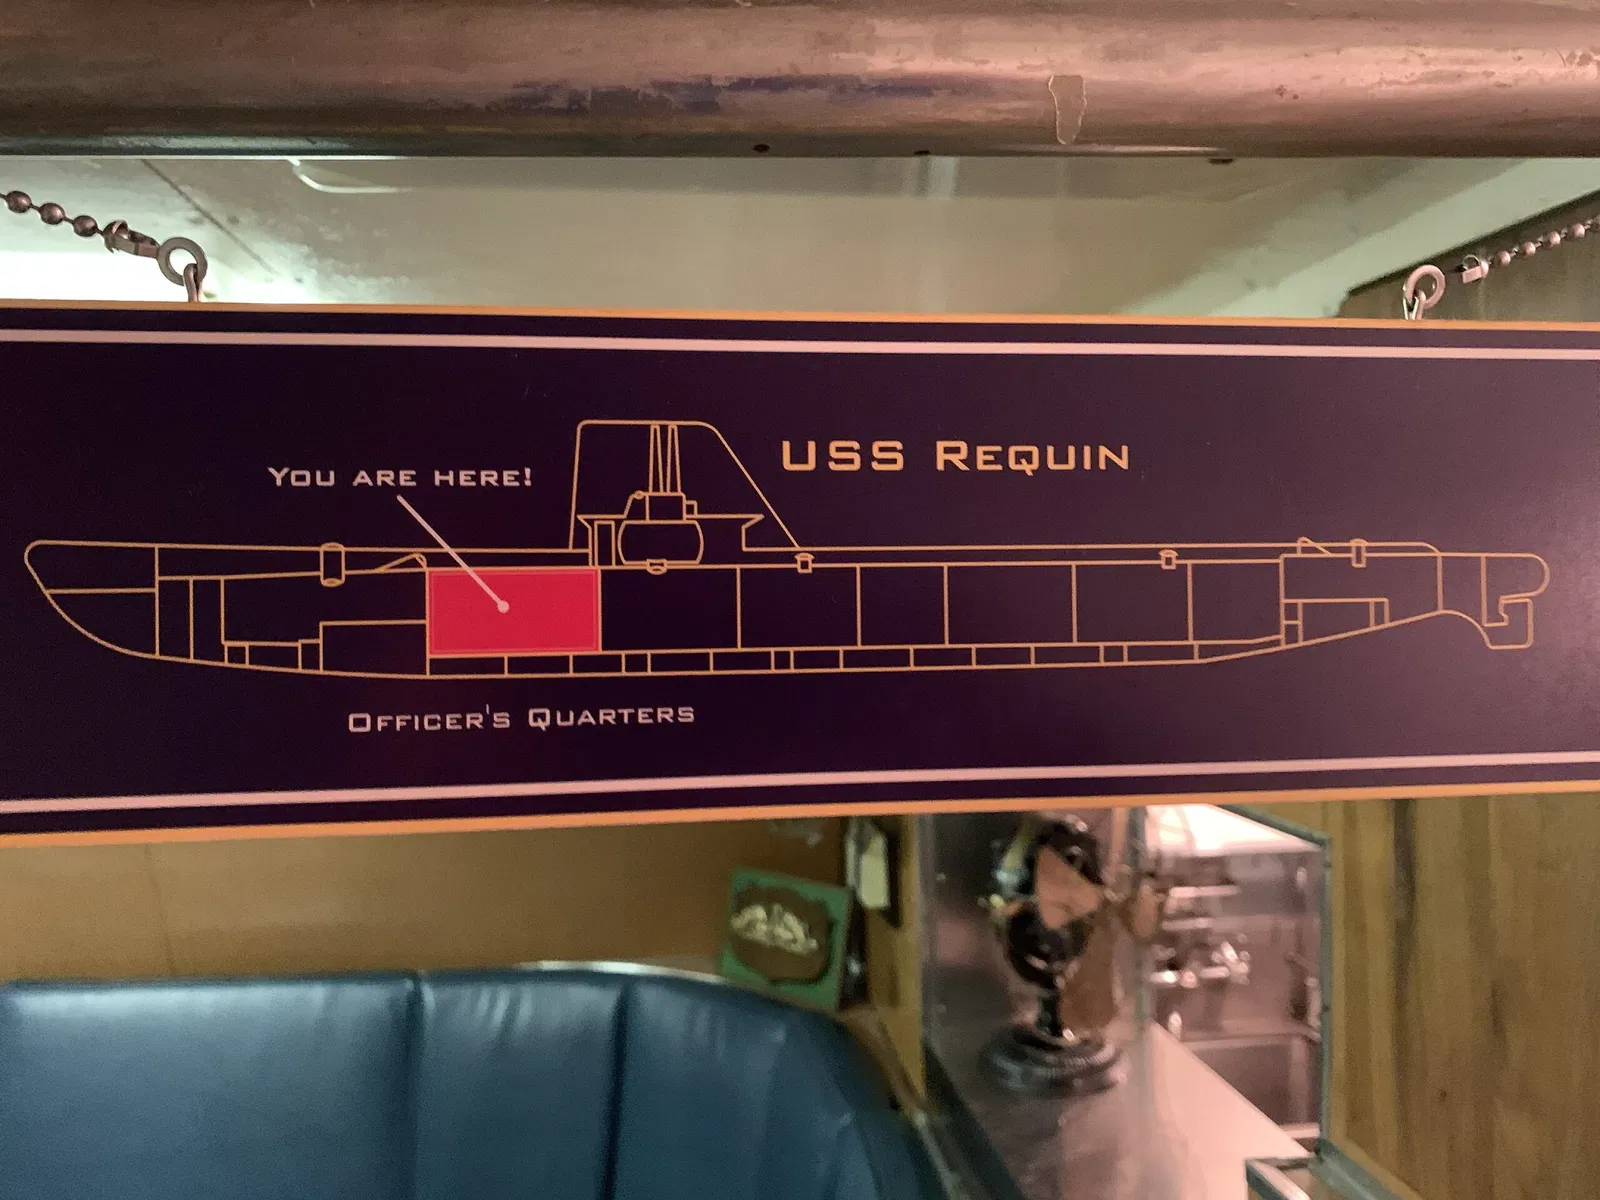 USS Requin
You are here!
Officer's Quarters